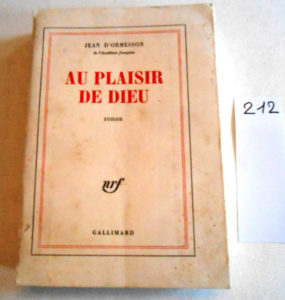 JEAN D'ORMESSON
de l'Académie française
AU PLAISIR
DE DIEU
roman
nrf
GALLIMARD
212